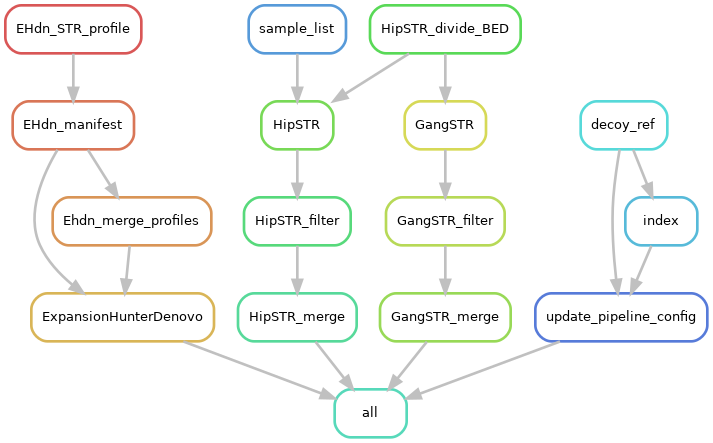 EHdn_STR_profile
sample_list
HipSTR_divide_BED
EHdn_manifest
HipSTR
GangSTR
decoy_ref
Ehdn_merge_profiles
HipSTR_filter
GangSTR_filter
index
ExpansionHunterDenovo
HipSTR_merge
GangSTR_merge
update_pipeline_config
all